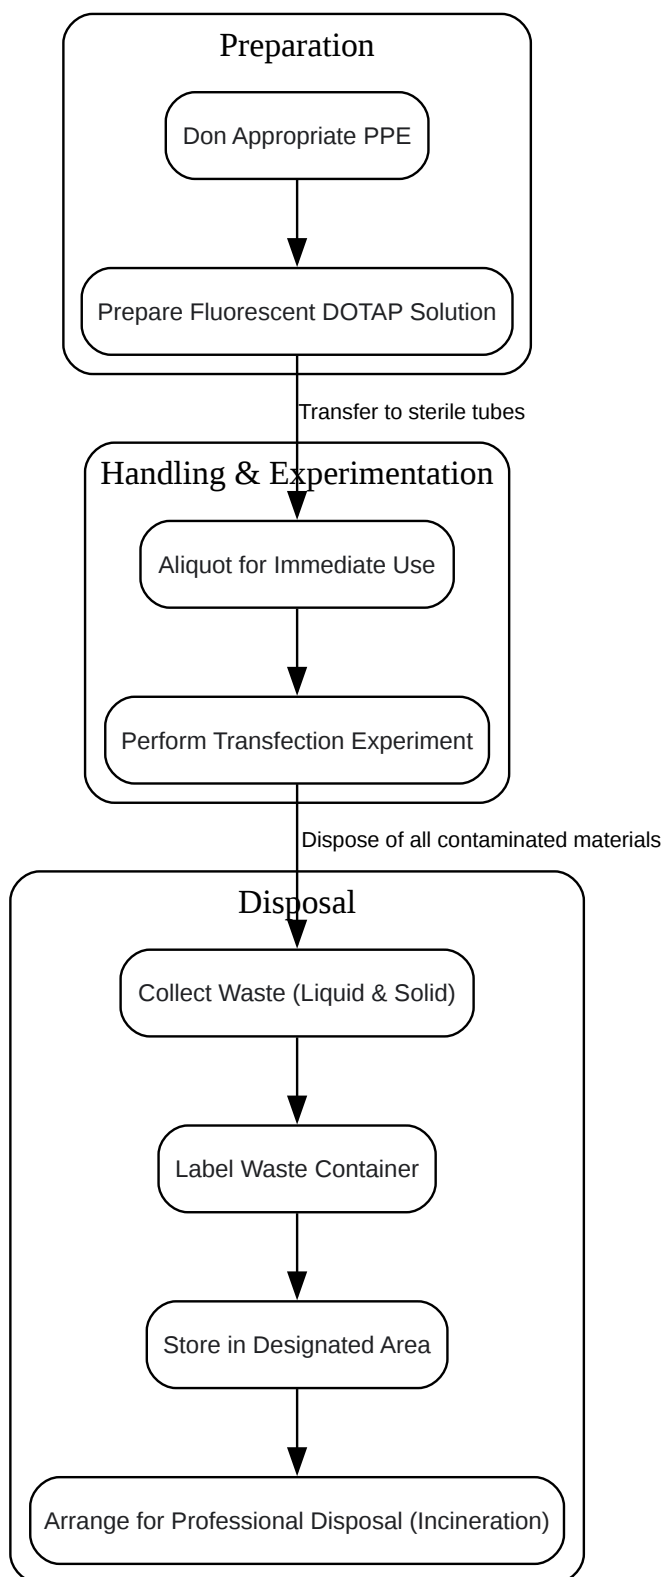 Preparation
Don Appropriate PPE
Prepare Fluorescent DOTAP Solution
Transfer to sterile tubes
Handling & Experimentation
Aliquot for Immediate Use
Perform Transfection Experiment
Dispose of all contaminated materials
Disposal
Collect Waste (Liquid & Solid)
Label Waste Container
Store in Designated Area
Arrange for Professional Disposal (Incineration)